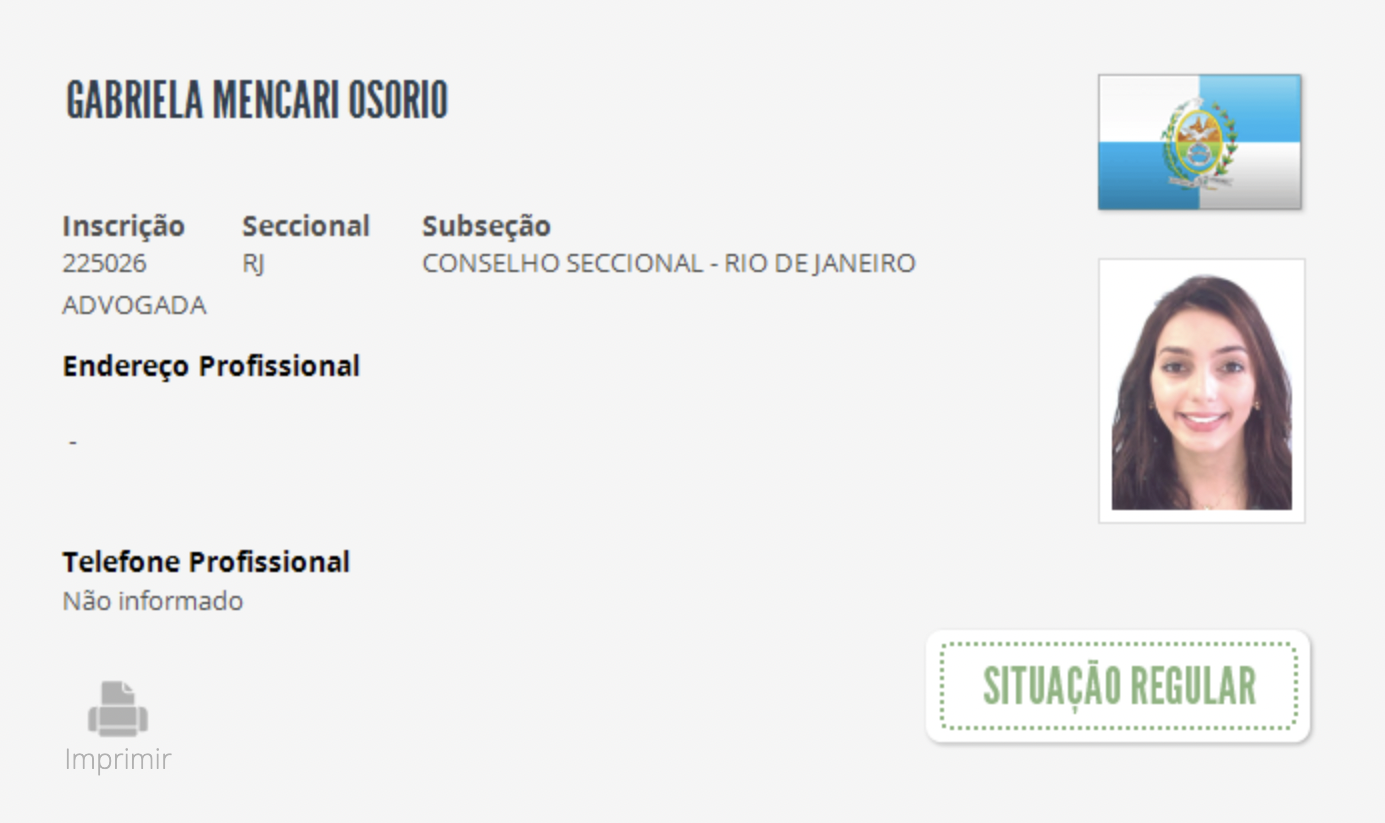 GABRIELA MENCARI OSORIO
Inscrição Seccional Subseção
225026 RJ CONSELHO SECCIONAL - RIO DE JANEIRO
ADVOGADA
Endereço Profissional
-
Telefone Profissional
Não informado
SITUAÇÃO REGULAR
Imprimir